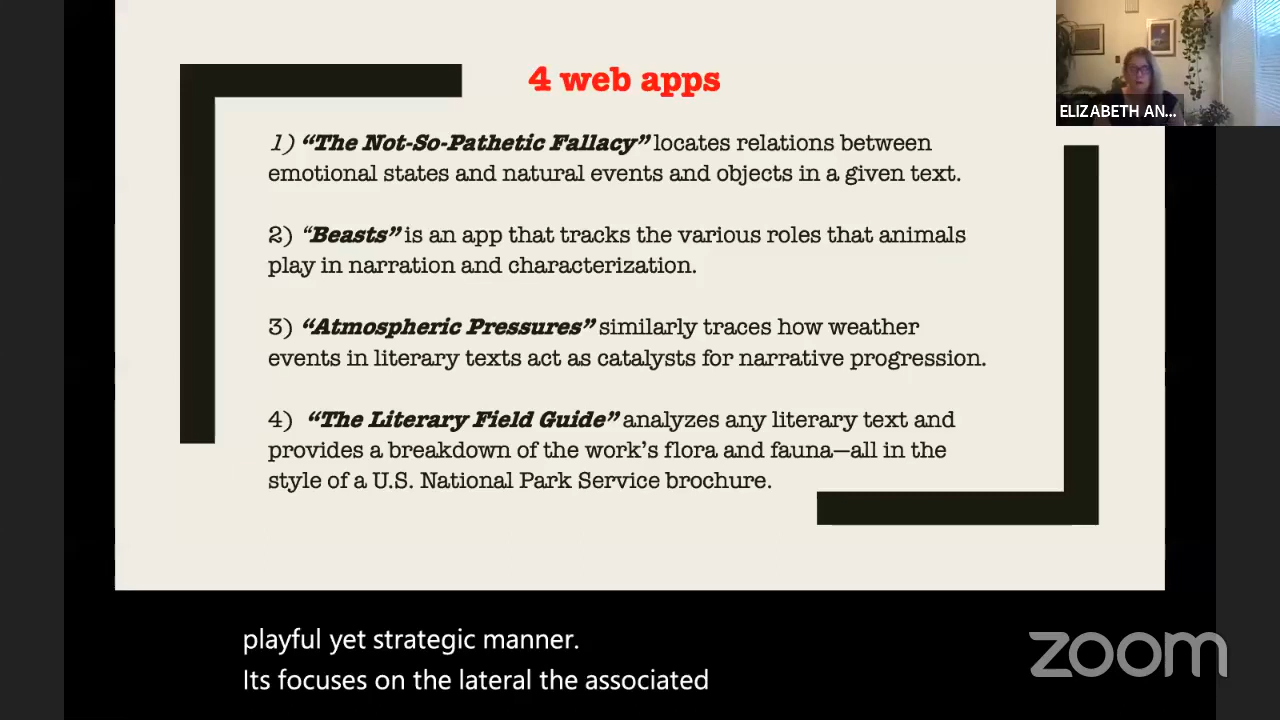 4 web apps
ELIZABETH AN...
1) “The Not-So-Pathetic Fallacy” locates relations between
emotional states and natural events and objects in a given text.
2) “Beasts” is an app that tracks the various roles that animals
play in narration and characterization.
3) “Atmospheric Pressures” similarly traces how weather
events in literary texts act as catalysts for narrative progression.
4) “The Literary Field Guide” analyzes any literary text and
provides a breakdown of the work’s flora and fauna—all in the
style of a U.S. National Park Service brochure.
playful yet strategic manner.
Its focuses on the lateral the associated
zoom